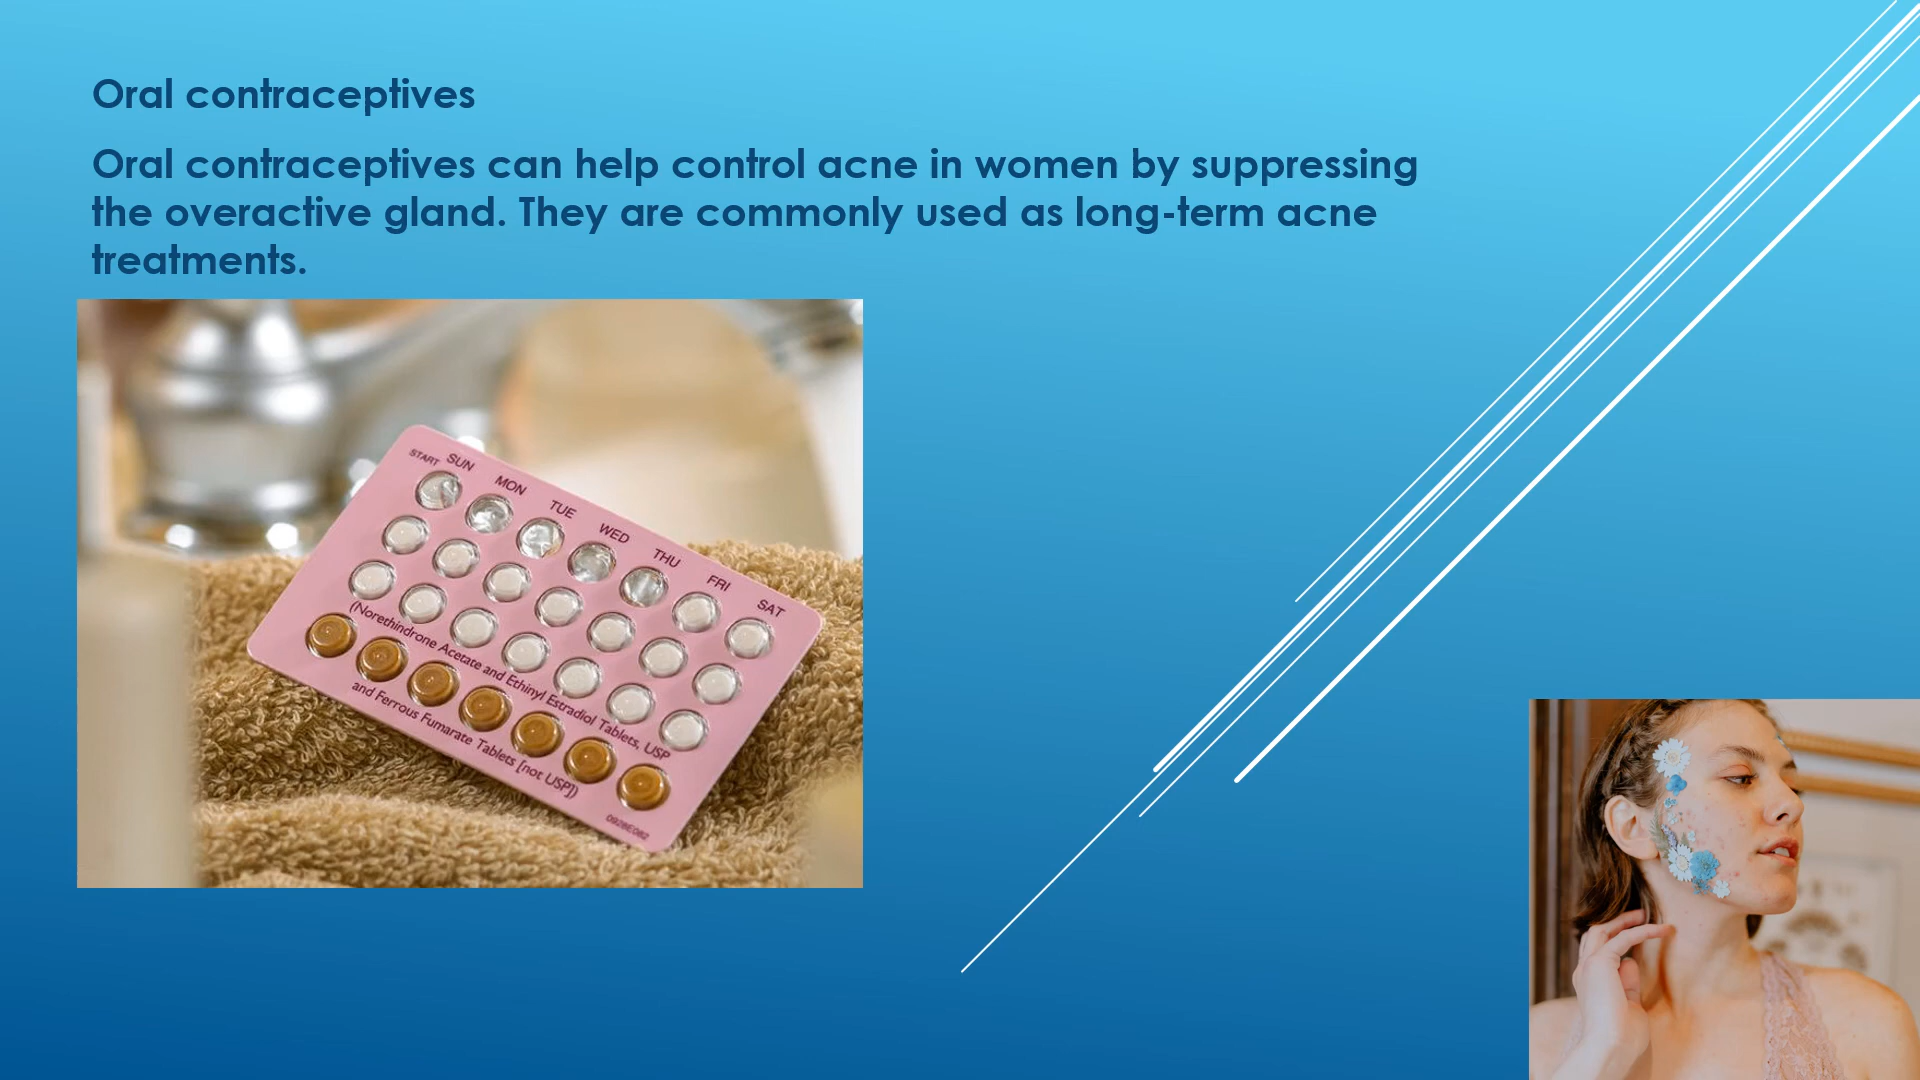 Oral contraceptives
Oral contraceptives can help control acne in women by suppressing
the overactive gland. They are commonly used as long-term acne
treatments.
START SUN MON TUE WED THU FRI SAT
(Norethindrone Acetate and Ethinyl Estradiol Tablets, USP
and Ferrous Fumarate Tablets [not USP])